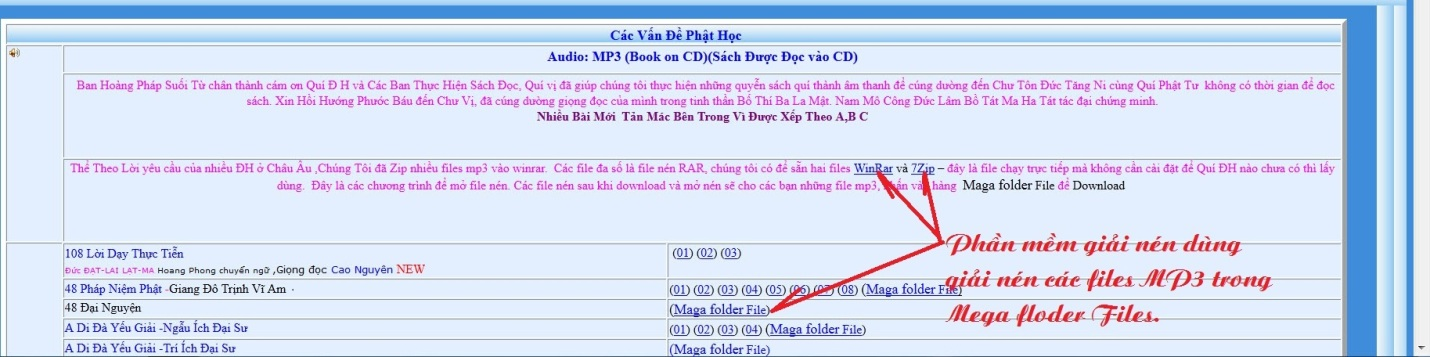 Các Vấn Đề Phật Học
Audio: MP3 (Book on CD)(Sách Được Đọc vào CD)
Ban Hoàng Pháp Suối Từ chân thành cám ơn Quí Đ H và Các Ban Thực Hiện Sách Đọc, Quí vị đã giúp chúng tôi thực hiện những quyển sách quí thành âm thanh để cúng dường đến Chư Tôn Đức Tăng Ni cùng Quí Phật Tử không có thời gian để đọc
sách. Xin Hồi Hướng Phước Báu đến Chư Vị, đã cúng dường giọng đọc của mình trong tinh thần Bố Thí Ba La Mật. Nam Mô Công Đức Lâm Bồ Tát Ma Ha Tát tác đại chứng minh.
Nhiều Bài Mới Tản Mác Bên Trong Vì Được Xếp Theo A,B C
Thể Theo Lời yêu cầu của nhiều ĐH ở Châu Âu ,Chúng Tôi đã Zip nhiều files mp3 vào winrar. Các file đa số là file nén RAR, chúng tôi có để sẵn hai files WinRar và 7Zip – đây là file chạy trực tiếp mà không cần cài đặt để Quí ĐH nào chưa có thì lấy
dùng. Đây là các chương trình để mở file nén. Các file nén sau khi download và mở nén sẽ cho các bạn những file mp3, hàng Maga folder File để Download
Phần mềm giải nén dùng
giải nén các files MP3 trong
Mega floder Files.
108 Lời Dạy Thực Tiễn (01) (02) (03)
Đức ĐẠT-LAI LẠT-MA Hoang Phong chuyển ngữ ,Giọng đọc Cao Nguyên NEW
48 Pháp Niệm Phật -Giang Đô Trịnh Vĩ Am · (01) (02) (03) (04) (05) (06) (07) (08) (Maga folder File)
48 Đại Nguyện (Maga folder File)
A Di Đà Yếu Giải -Ngẫu Ích Đại Sư (01) (02) (03) (04) (Maga folder File)
A Di Đà Yếu Giải -Trí Ích Đại Sư (Maga folder File)